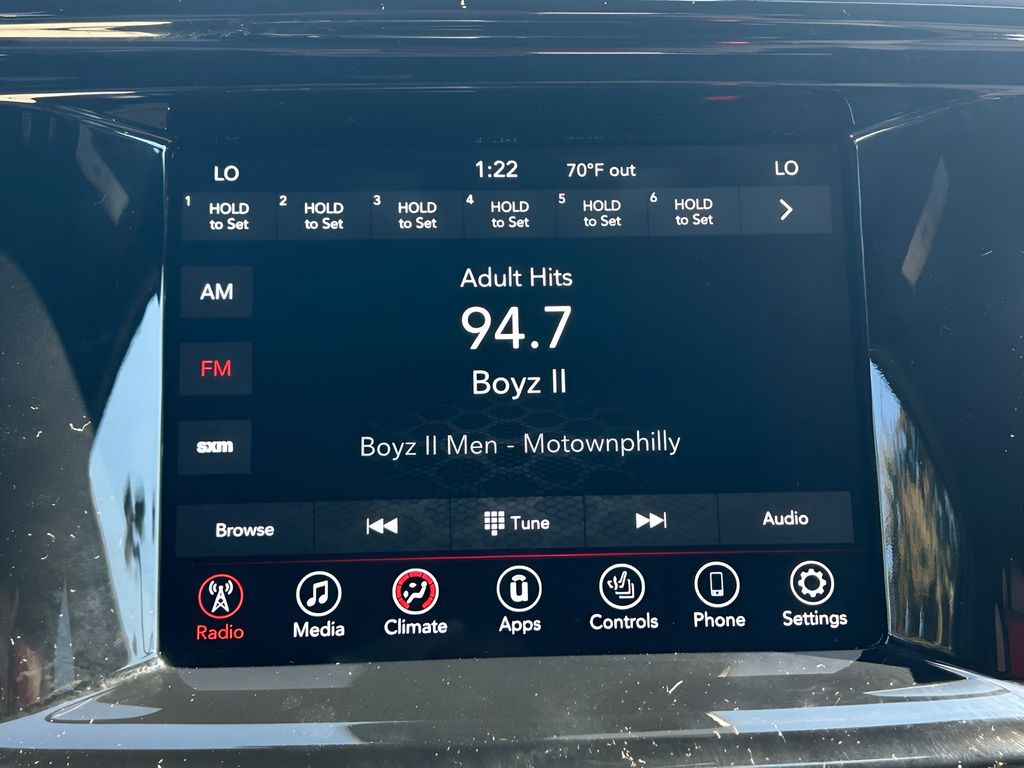 LO 1:22 70°F out LO
1 HOLD to Set
2 HOLD to Set
3 HOLD to Set
4 HOLD to Set
5 HOLD to Set
6 HOLD to Set
Adult Hits
AM
94.7
FM
Boyz II
sxm
Boyz II Men - Motownphilly
Browse Tune Audio
Radio Media Climate Apps Controls Phone Settings